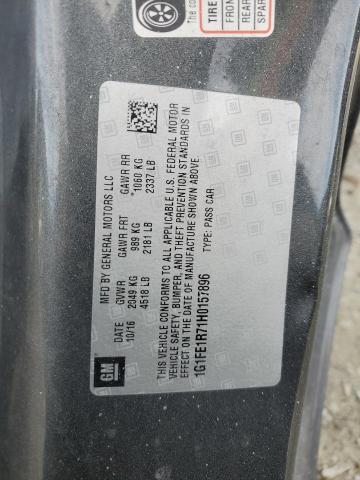 MFD BY GENERAL MOTORS LLC
DATE GVWR GAWR FRT GAWR RR
10/16 2049 KG 989 KG 1060 KG
4518 LB 2181 LB 2337 LB
THIS VEHICLE CONFORMS TO ALL APPLICABLE U.S. FEDERAL MOTOR
VEHICLE SAFETY, BUMPER, AND THEFT PREVENTION STANDARDS IN
EFFECT ON THE DATE OF MANUFACTURE SHOWN ABOVE.
1G1FE1R71H0157896 TYPE: PASS CAR
GM
The co
TIRE
FRON
REAR
SPAR